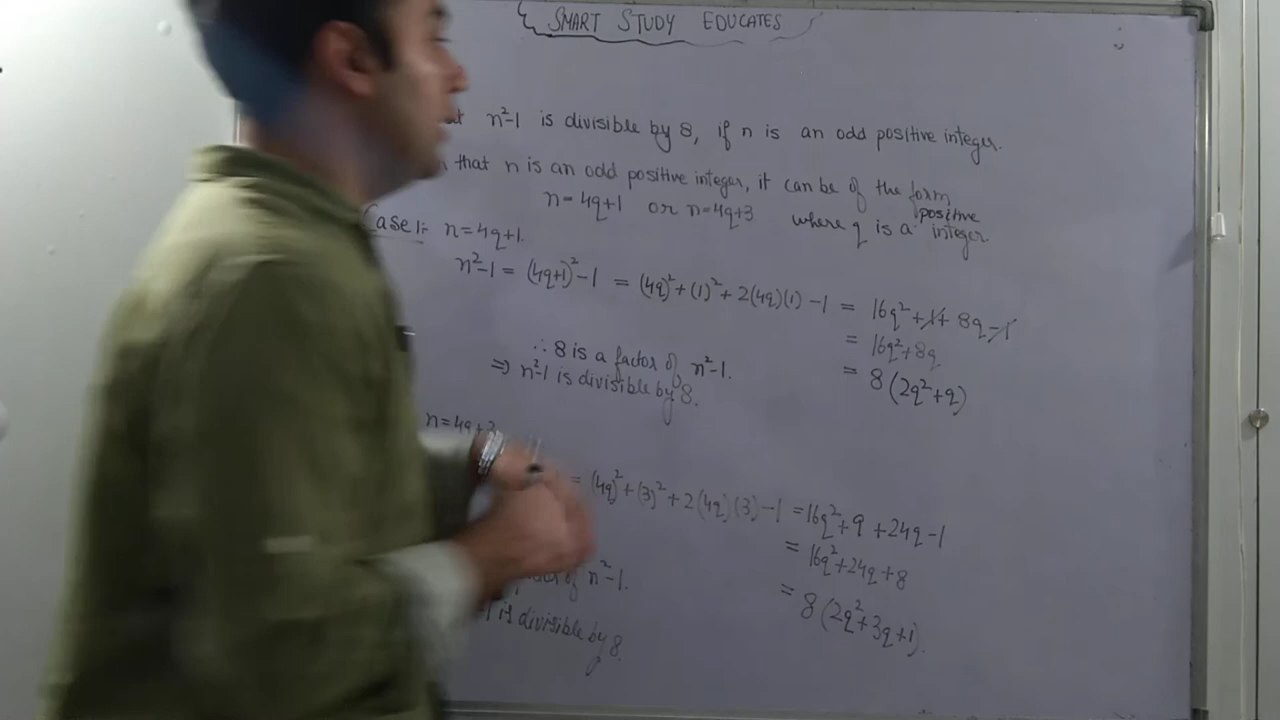 SMART STUDY EDUCATES
n²-1 is divisible by 8, if n is an odd positive integer.
that n is an odd positive integer, it can be of the form
n=4q+1 or n=4q+3 where q is a positive integer.
Case 1:- n=4q+1.
n²-1 = (4q+1)²-1 = (4q)²+(1)²+2(4q)(1)-1 = 16q²+1+8q-1
= 16q²+8q
= 8(2q²+q)
∴ 8 is a factor of n²-1.
⇒ n²-1 is divisible by 8.
n=4q+3
= (4q)²+(3)²+2(4q)(3)-1 = 16q²+9+24q-1
= 16q²+24q+8
= 8(2q²+3q+1).
of n²-1.
is divisible by 8.